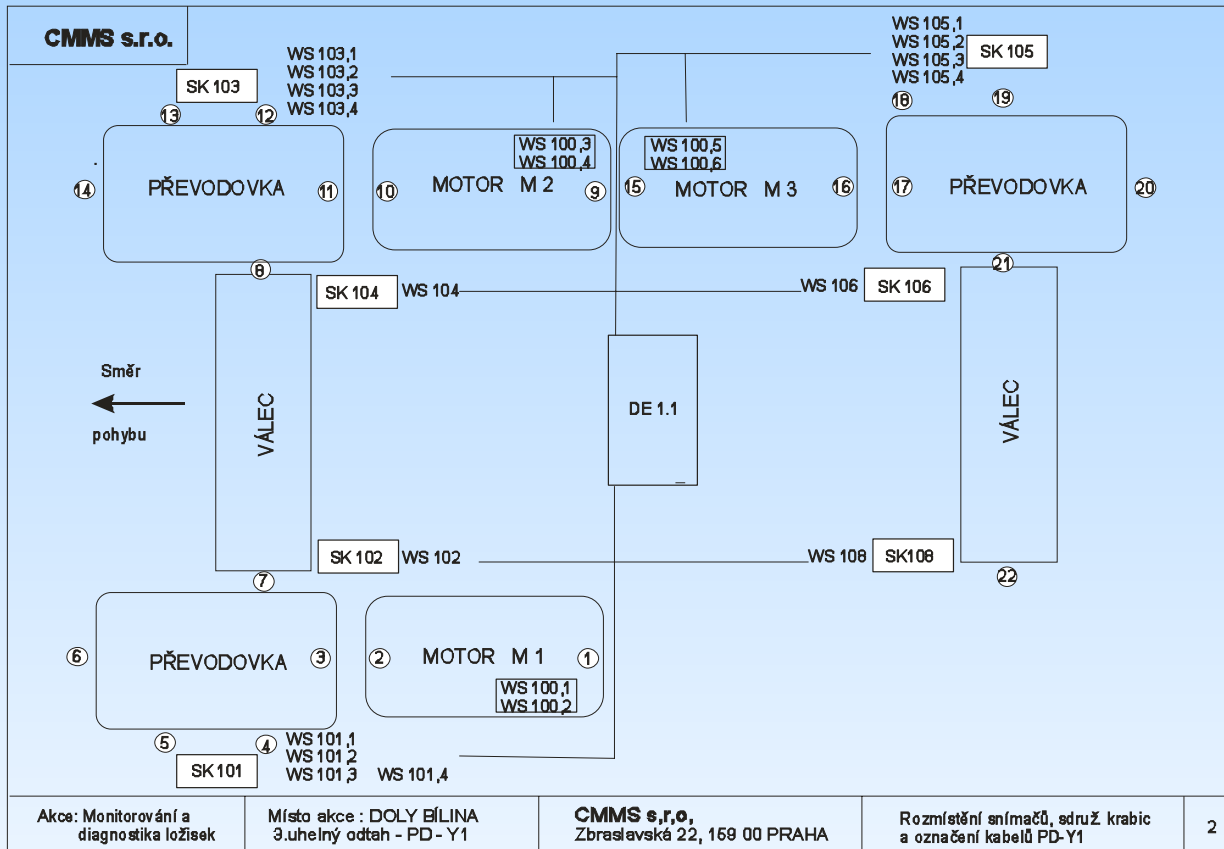 CMMS s.r.o.
WS 103,1
WS 103,2
WS 103,3
WS 103,4
SK 103
13
12
WS 105,1
WS 105,2
WS 105,3
WS 105,4
SK 105
18
19
14
PŘEVODOVKA
11
10
MOTOR M 2
WS 100,3
WS 100,4
9
15
WS 100,5
WS 100,6
MOTOR M 3
16
17
PŘEVODOVKA
20
8
21
SK 104
WS 104
WS 106
SK 106
Směr
pohybu
VÁLEC
DE 1.1
VÁLEC
SK 102
WS 102
WS 108
SK108
7
22
6
PŘEVODOVKA
3
2
MOTOR M 1
1
WS 100,1
WS 100,2
5
4
WS 101,1
WS 101,2
WS 101,3 WS 101,4
SK101
Akce: Monitorování a
diagnostika ložisek
Místo akce : DOLY BÍLINA
3.uhelný odtah - PD - Y1
CMMS s,r,o,
Zbraslavská 22, 159 00 PRAHA
Rozmístění snímačů, sdruž. krabic
a označení kabelů PD-Y1
2